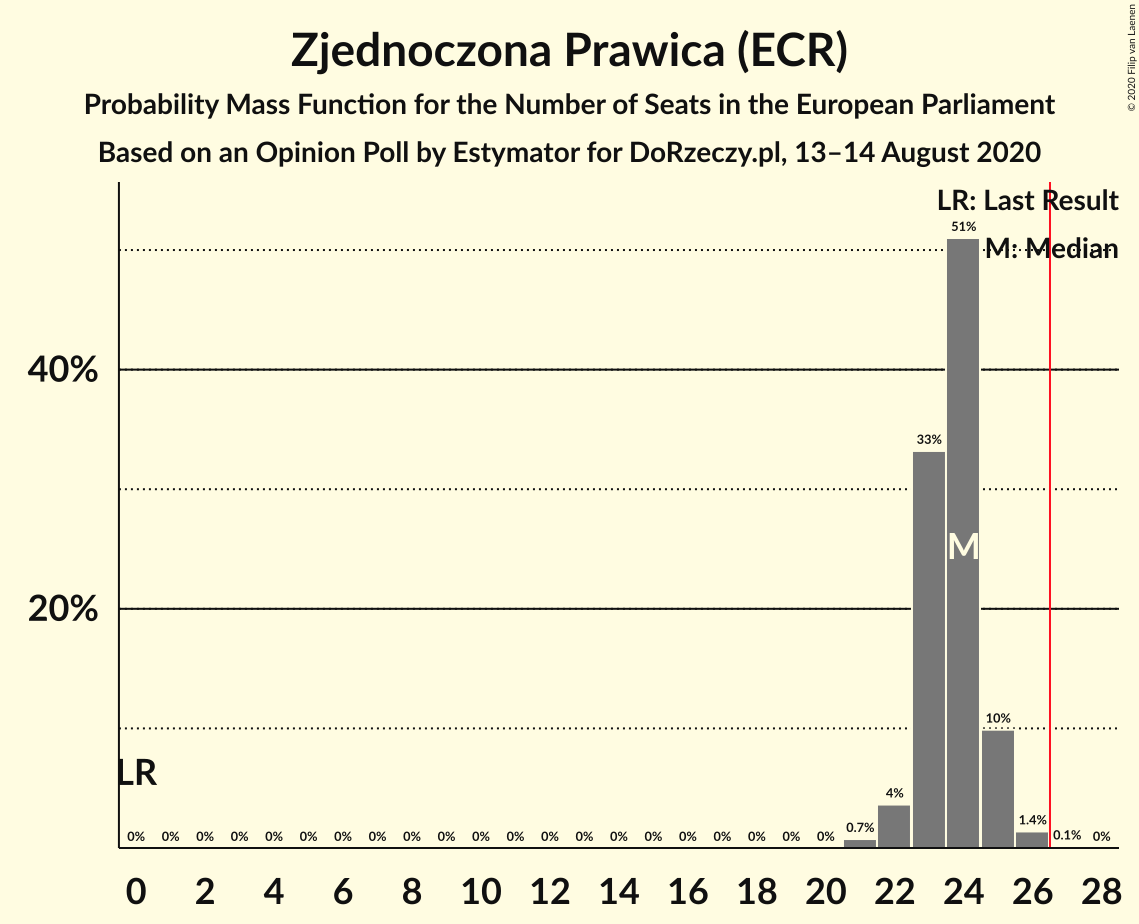 Zjednoczona Prawica (ECR)
Probability Mass Function for the Number of Seats in the European Parliament
Based on an Opinion Poll by Estymator for DoRzeczy.pl, 13–14 August 2020
© 2020 Filip van Laenen
LR: Last Result
M: Median
51%
40%
33%
M
20%
10%
LR
4%
0% 0% 0% 0% 0% 0% 0% 0% 0% 0% 0% 0% 0% 0% 0% 0% 0% 0% 0% 0% 0% 0.7% 1.4% 0.1% 0%
0 2 4 6 8 10 12 14 16 18 20 22 24 26 28